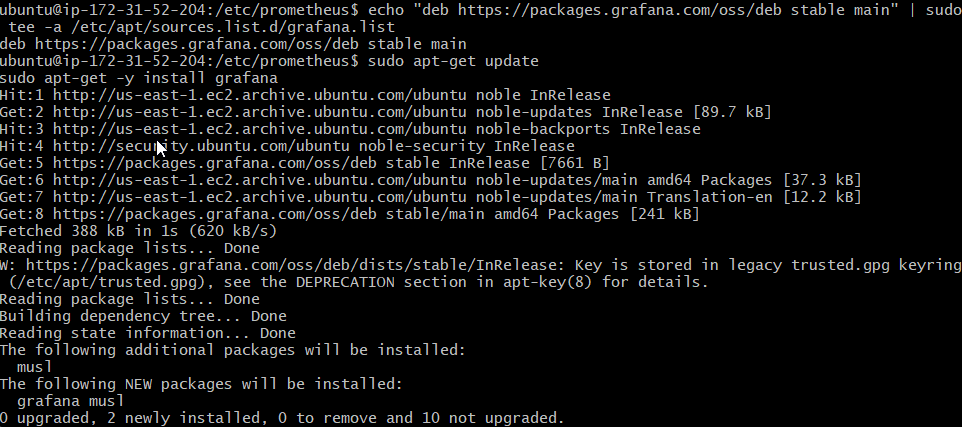 ubuntu@ip-172-31-52-204:/etc/prometheus$ echo "deb https://packages.grafana.com/oss/deb stable main" | sudo
 tee -a /etc/apt/sources.list.d/grafana.list
deb https://packages.grafana.com/oss/deb stable main
ubuntu@ip-172-31-52-204:/etc/prometheus$ sudo apt-get update
sudo apt-get -y install grafana
Hit:1 http://us-east-1.ec2.archive.ubuntu.com/ubuntu noble InRelease
Get:2 http://us-east-1.ec2.archive.ubuntu.com/ubuntu noble-updates InRelease [89.7 kB]
Hit:3 http://us-east-1.ec2.archive.ubuntu.com/ubuntu noble-backports InRelease
Hit:4 http://security.ubuntu.com/ubuntu noble-security InRelease
Get:5 https://packages.grafana.com/oss/deb stable InRelease [7661 B]
Get:6 http://us-east-1.ec2.archive.ubuntu.com/ubuntu noble-updates/main amd64 Packages [37.3 kB]
Get:7 http://us-east-1.ec2.archive.ubuntu.com/ubuntu noble-updates/main Translation-en [12.2 kB]
Get:8 https://packages.grafana.com/oss/deb stable/main amd64 Packages [241 kB]
Fetched 388 kB in 1s (620 kB/s)
Reading package lists... Done
W: https://packages.grafana.com/oss/deb/dists/stable/InRelease: Key is stored in legacy trusted.gpg keyring
 (/etc/apt/trusted.gpg), see the DEPRECATION section in apt-key(8) for details.
Reading package lists... Done
Building dependency tree... Done
Reading state information... Done
The following additional packages will be installed:
  musl
The following NEW packages will be installed:
  grafana musl
0 upgraded, 2 newly installed, 0 to remove and 10 not upgraded.